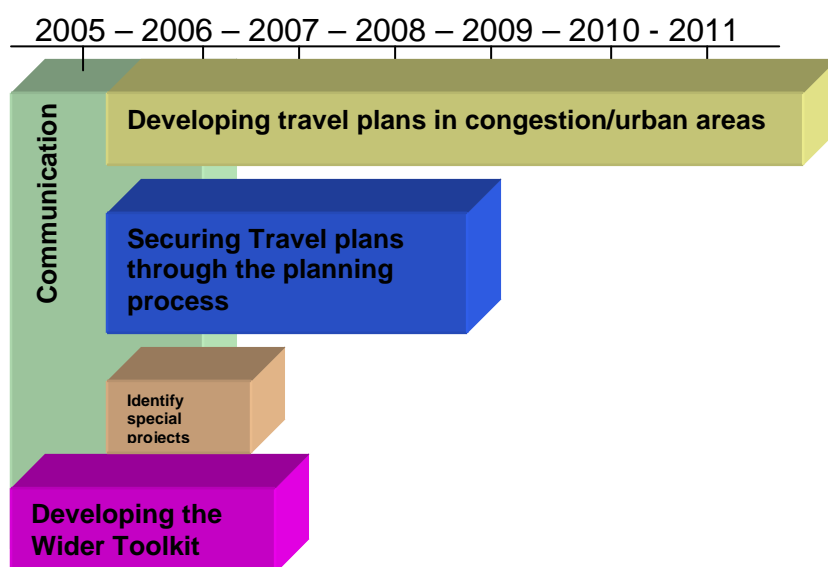 2005 – 2006 – 2007 – 2008 – 2009 – 2010 - 2011
Communication
Developing travel plans in congestion/urban areas
Securing Travel plans
through the planning
process
Identify
special
projects
Developing the
Wider Toolkit